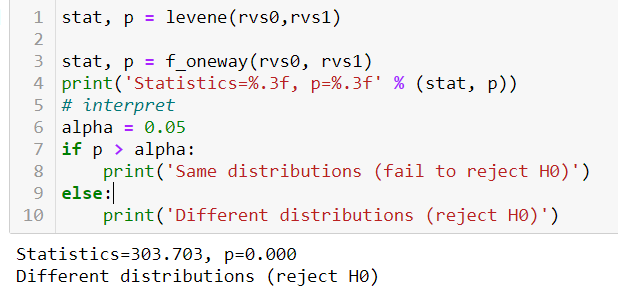 1 stat, p = levene(rvs0,rvs1)
2
3 stat, p = f_oneway(rvs0, rvs1)
4 print('Statistics=%.3f, p=%.3f' % (stat, p))
5 # interpret
6 alpha = 0.05
7 if p > alpha:
8     print('Same distributions (fail to reject H0)')
9 else:
10     print('Different distributions (reject H0)')
Statistics=303.703, p=0.000
Different distributions (reject H0)